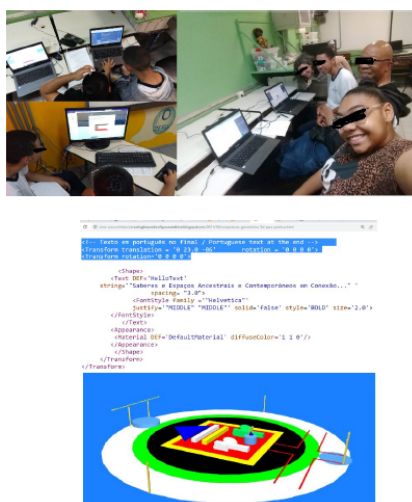 <!-- Texto em português no final / Portuguese text at the end -->
<Transform translation = '0 23.0 -06' rotation = '0 0 0 0'>
<Transform rotation='0 0 0 0'>
<Shape>
<Text DEF='HelloText'
string='"Saberes e Espaços Ancestrais e Contemporâneos em Conexão..." '
spacing= "3.0">
<FontStyle family ='"Helvetica"'
justify='"MIDDLE" "MIDDLE"' solid='false' style='BOLD' size='2.0'>
</FontStyle>
</Text>
<Appearance>
<Material DEF='DefaultMaterial' diffuseColor='1 1 0'/>
</Appearance>
</Shape>
</Transform>
</Transform>